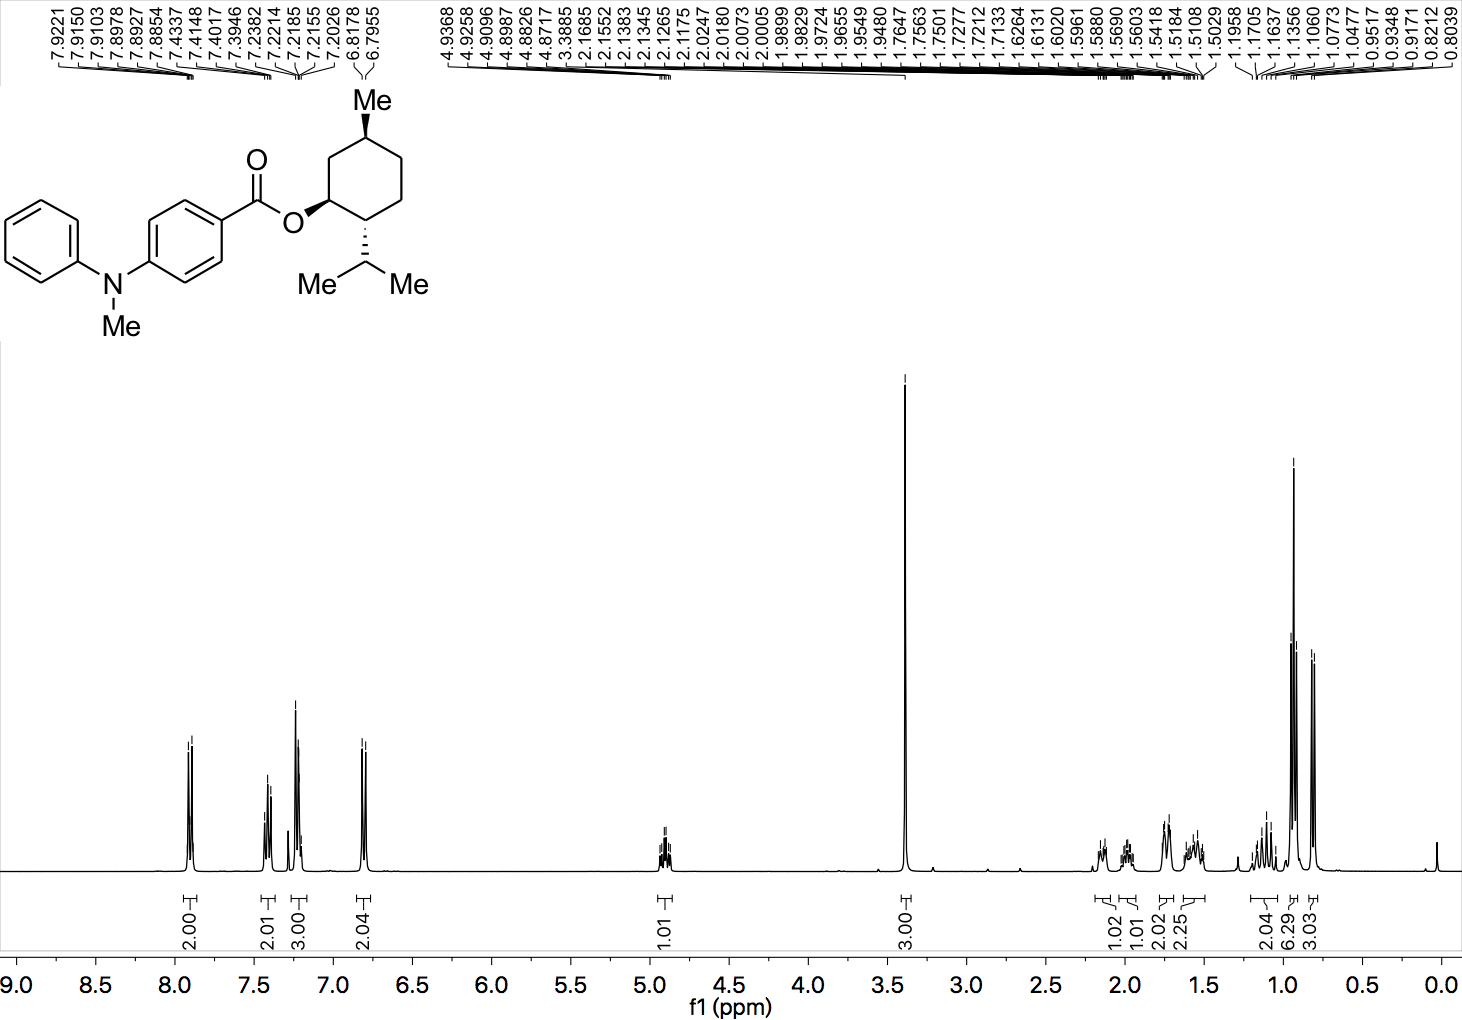 7.9221 7.9150 7.9103 7.8978 7.8927 7.8854 7.4337 7.4148 7.4017 7.3946 7.2382 7.2214 7.2185 7.2155 7.2026 6.8178 6.7955 4.9368 4.9258 4.9096 4.8987 4.8826 4.8717 3.3885 2.1685 2.1552 2.1383 2.1345 2.1265 2.1175 2.0247 2.0180 2.0073 2.0005 1.9899 1.9829 1.9724 1.9655 1.9549 1.9480 1.7647 1.7563 1.7501 1.7277 1.7212 1.7133 1.6264 1.6131 1.6020 1.5961 1.5880 1.5690 1.5603 1.5418 1.5184 1.5108 1.5029 1.1958 1.1705 1.1637 1.1356 1.1060 1.0773 1.0477 0.9517 0.9348 0.9171 0.8212 0.8039
Me
O
O
N
Me Me
Me
2.00 2.01 3.00 2.04 1.01 3.00 1.02 1.01 2.02 2.25 2.04 6.29 3.03
9.0 8.5 8.0 7.5 7.0 6.5 6.0 5.5 5.0 4.5 4.0 3.5 3.0 2.5 2.0 1.5 1.0 0.5 0.0
f1 (ppm)